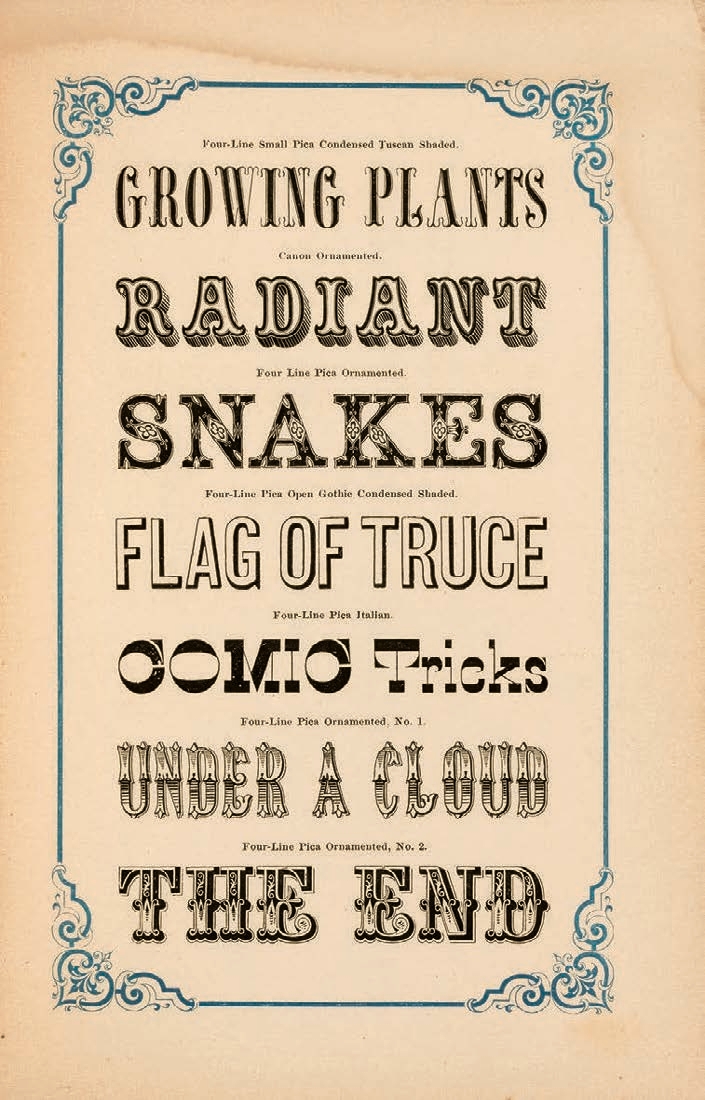 Four-Line Small Pica Condensed Tuscan Shaded.
GROWING PLANTS
Canon Ornamented.
RADIANT
Four Line Pica Ornamented.
SNAKES
Four-Line Pica Open Gothic Condensed Shaded.
FLAG OF TRUCE
Four-Line Pica Italian.
COMIC Tricks
Four-Line Pica Ornamented, No. 1.
UNDER A CLOUD
Four-Line Pica Ornamented, No. 2.
THE END